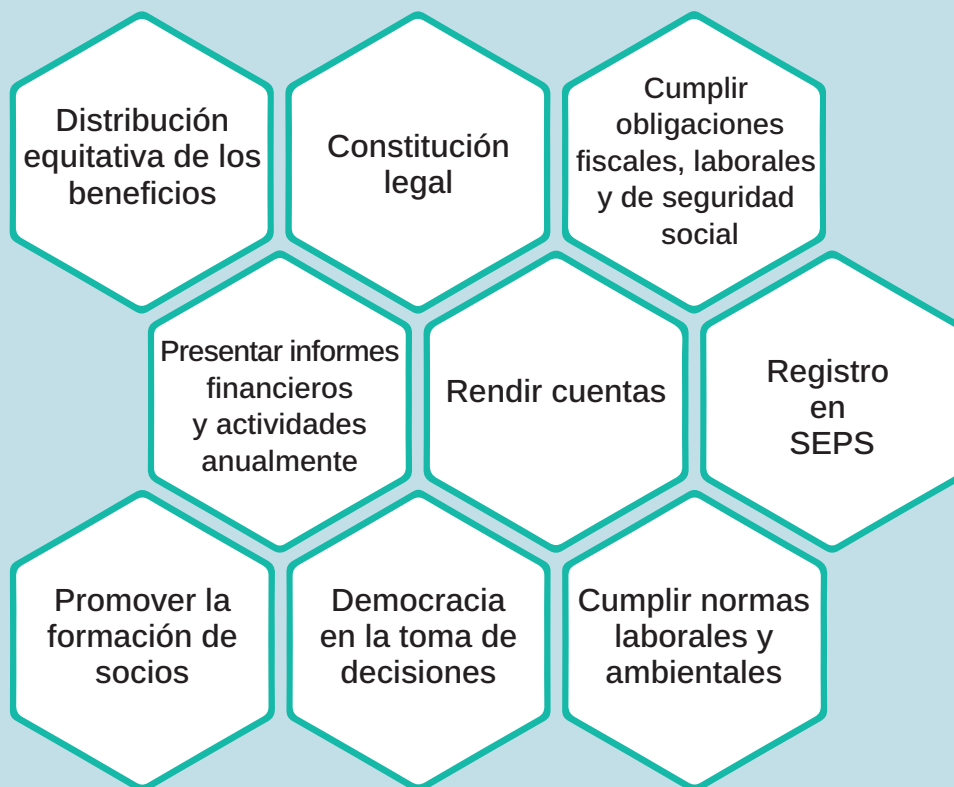 Distribución
equitativa de los
beneficios
Constitución
legal
Cumplir
obligaciones
fiscales, laborales
y de seguridad
social
Presentar informes
financieros
y actividades
anualmente
Rendir cuentas
Registro
en
SEPS
Promover la
formación de
socios
Democracia
en la toma de
decisiones
Cumplir normas
laborales y
ambientales